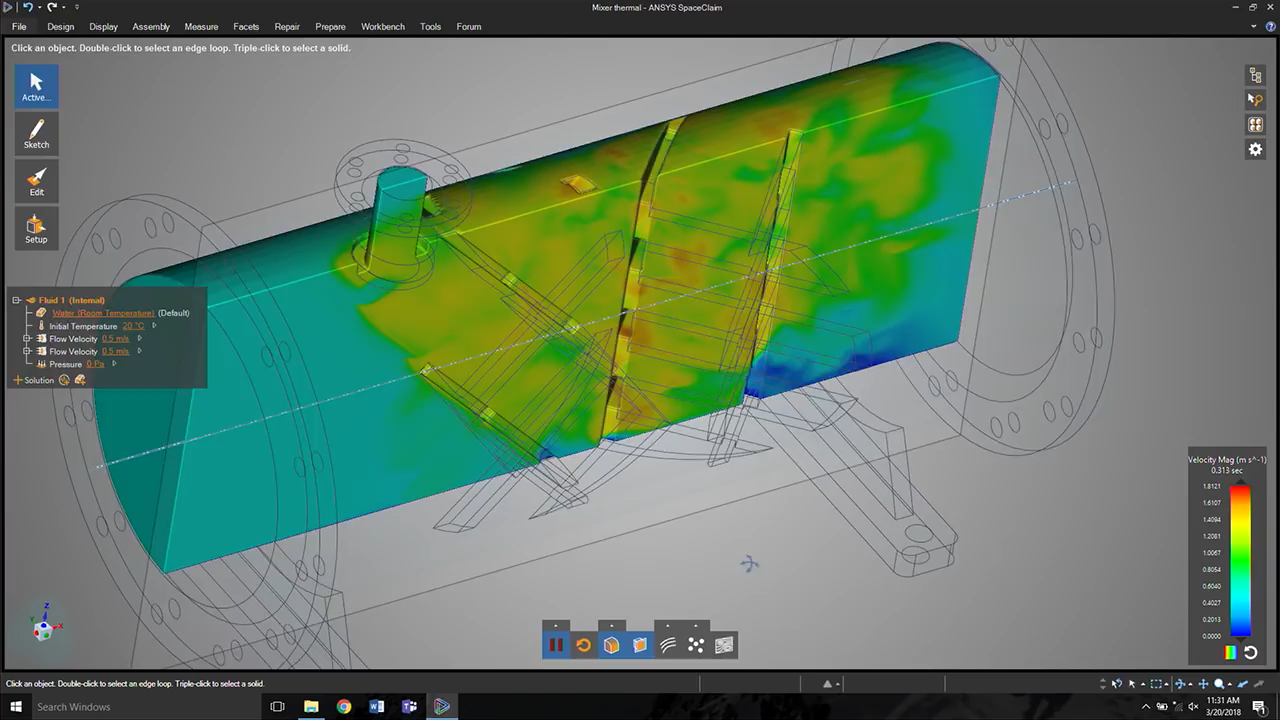 Mixer thermal - ANSYS SpaceClaim
File Design Display Assembly Measure Facets Repair Prepare Workbench Tools Forum
Click an object. Double-click to select an edge loop. Triple-click to select a solid.
Active...
Sketch
Edit
Setup
Fluid 1 (Internal)
Water (Room Temperature) (Default)
Initial Temperature 20 °C
Flow Velocity 0.5 m/s
Flow Velocity 0.5 m/s
Pressure 0 Pa
Solution
Velocity Mag (m s^-1)
0.313 sec
1.8121
1.6107
1.4094
1.2081
1.0067
0.8054
0.6040
0.4027
0.2013
0.0000
Z
Y
X
Click an object. Double-click to select an edge loop. Triple-click to select a solid.
Search Windows
11:31 AM
3/20/2018